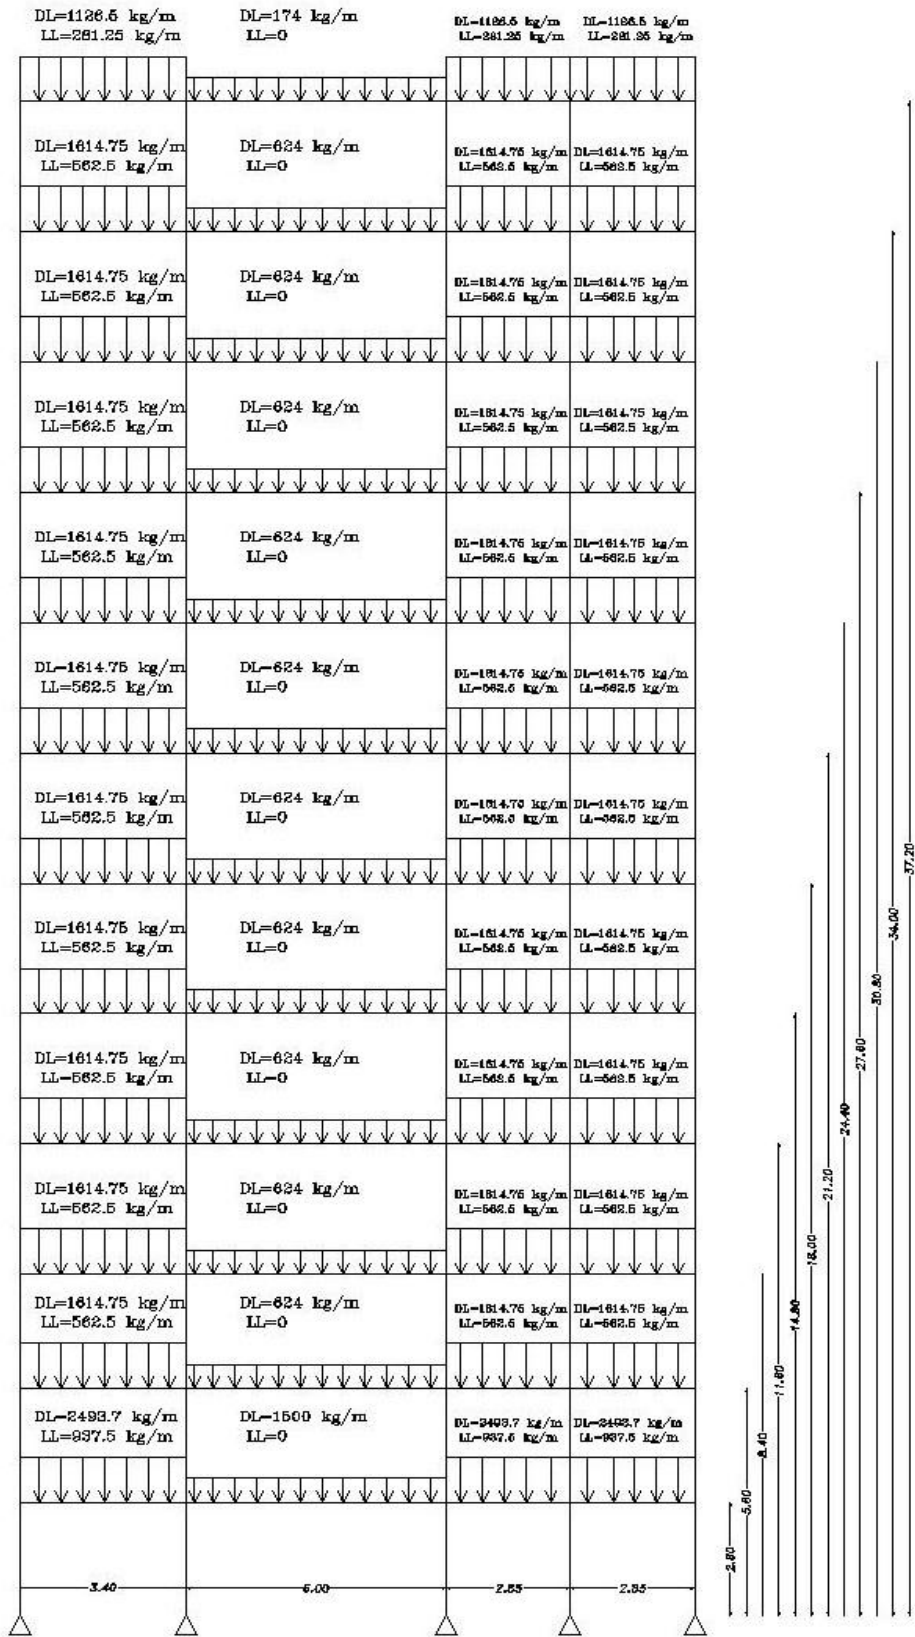 DL=1126.5 kg/m DL=174 kg/m DL=1126.5 kg/m DL=1126.5 kg/m
LL=281.25 kg/m LL=0 LL=281.25 kg/m LL=281.25 kg/m
DL=1614.75 kg/m DL=624 kg/m DL=1614.75 kg/m DL=1614.75 kg/m
LL=562.5 kg/m LL=0 LL=562.5 kg/m LL=562.5 kg/m
DL=1614.75 kg/m DL=624 kg/m DL=1614.75 kg/m DL=1614.75 kg/m
LL=562.5 kg/m LL=0 LL=562.5 kg/m LL=562.5 kg/m
DL=1614.75 kg/m DL=624 kg/m DL=1614.75 kg/m DL=1614.75 kg/m
LL=562.5 kg/m LL=0 LL=562.5 kg/m LL=562.5 kg/m
DL=1614.75 kg/m DL=624 kg/m DL=1614.75 kg/m DL=1614.75 kg/m
LL=562.5 kg/m LL=0 LL=562.5 kg/m LL=562.5 kg/m
DL=1614.75 kg/m DL=624 kg/m DL=1614.75 kg/m DL=1614.75 kg/m
LL=562.5 kg/m LL=0 LL=562.5 kg/m LL=562.5 kg/m
DL=1614.75 kg/m DL=624 kg/m DL=1614.75 kg/m DL=1614.75 kg/m
LL=562.5 kg/m LL=0 LL=562.5 kg/m LL=562.5 kg/m
DL=1614.75 kg/m DL=624 kg/m DL=1614.75 kg/m DL=1614.75 kg/m
LL=562.5 kg/m LL=0 LL=562.5 kg/m LL=562.5 kg/m
DL=1614.75 kg/m DL=624 kg/m DL=1614.75 kg/m DL=1614.75 kg/m
LL=562.5 kg/m LL=0 LL=562.5 kg/m LL=562.5 kg/m
DL=1614.75 kg/m DL=624 kg/m DL=1614.75 kg/m DL=1614.75 kg/m
LL=562.5 kg/m LL=0 LL=562.5 kg/m LL=562.5 kg/m
DL=1614.75 kg/m DL=624 kg/m DL=1614.75 kg/m DL=1614.75 kg/m
LL=562.5 kg/m LL=0 LL=562.5 kg/m LL=562.5 kg/m
DL=2493.7 kg/m DL=1500 kg/m DL=2493.7 kg/m DL=2493.7 kg/m
LL=937.5 kg/m LL=0 LL=937.5 kg/m LL=937.5 kg/m
3.40 6.00 2.85 2.85
2.80
5.60
8.40
11.60
14.80
18.00
21.20
24.40
27.60
30.80
34.00
37.20